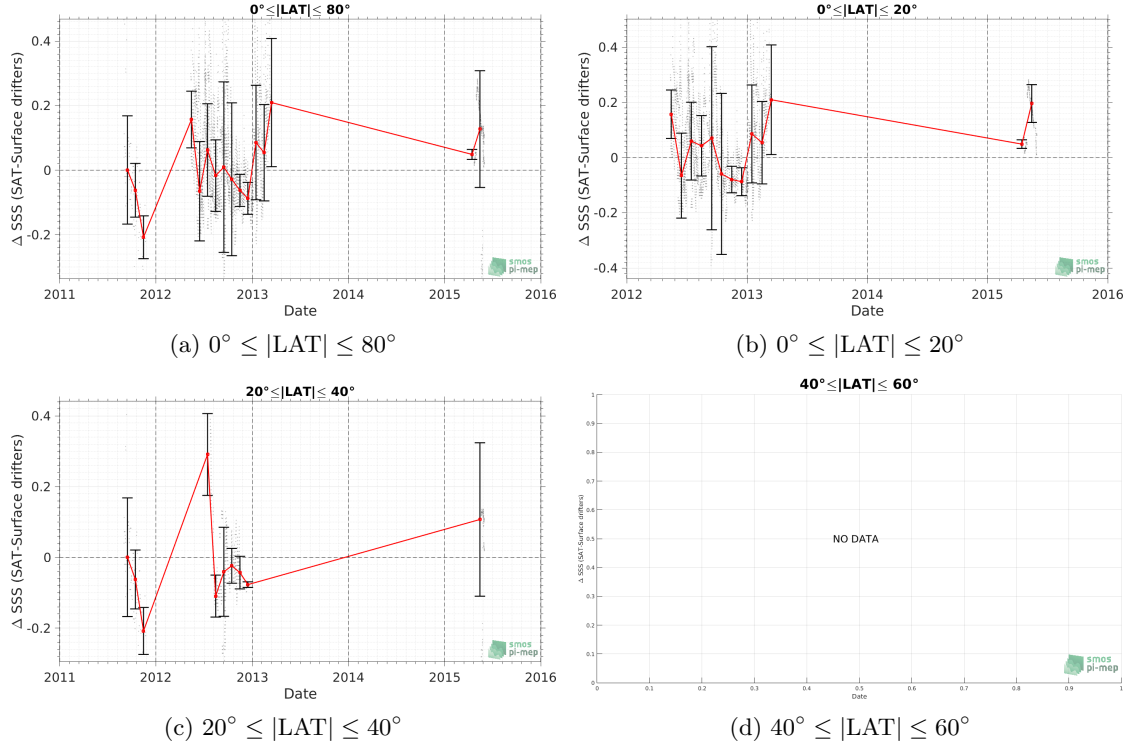 0°≤|LAT|≤ 80°
Δ SSS (SAT-Surface drifters)
0.4
0.2
0
-0.2
2011 2012 2013 2014 2015 2016
Date
smos
pi-mep
(a) 0° ≤ |LAT| ≤ 80°
0°≤|LAT|≤ 20°
Δ SSS (SAT-Surface drifters)
0.4
0.2
0
-0.2
-0.4
2012 2013 2014 2015 2016
Date
smos
pi-mep
(b) 0° ≤ |LAT| ≤ 20°
20°≤|LAT|≤ 40°
Δ SSS (SAT-Surface drifters)
0.4
0.2
0
-0.2
2011 2012 2013 2014 2015 2016
Date
smos
pi-mep
(c) 20° ≤ |LAT| ≤ 40°
40°≤|LAT|≤ 60°
Δ SSS (SAT-Surface drifters)
1
0.9
0.8
0.7
0.6
0.5
0.4
0.3
0.2
0.1
0
NO DATA
0 0.1 0.2 0.3 0.4 0.5 0.6 0.7 0.8 0.9 1
Date
smos
pi-mep
(d) 40° ≤ |LAT| ≤ 60°